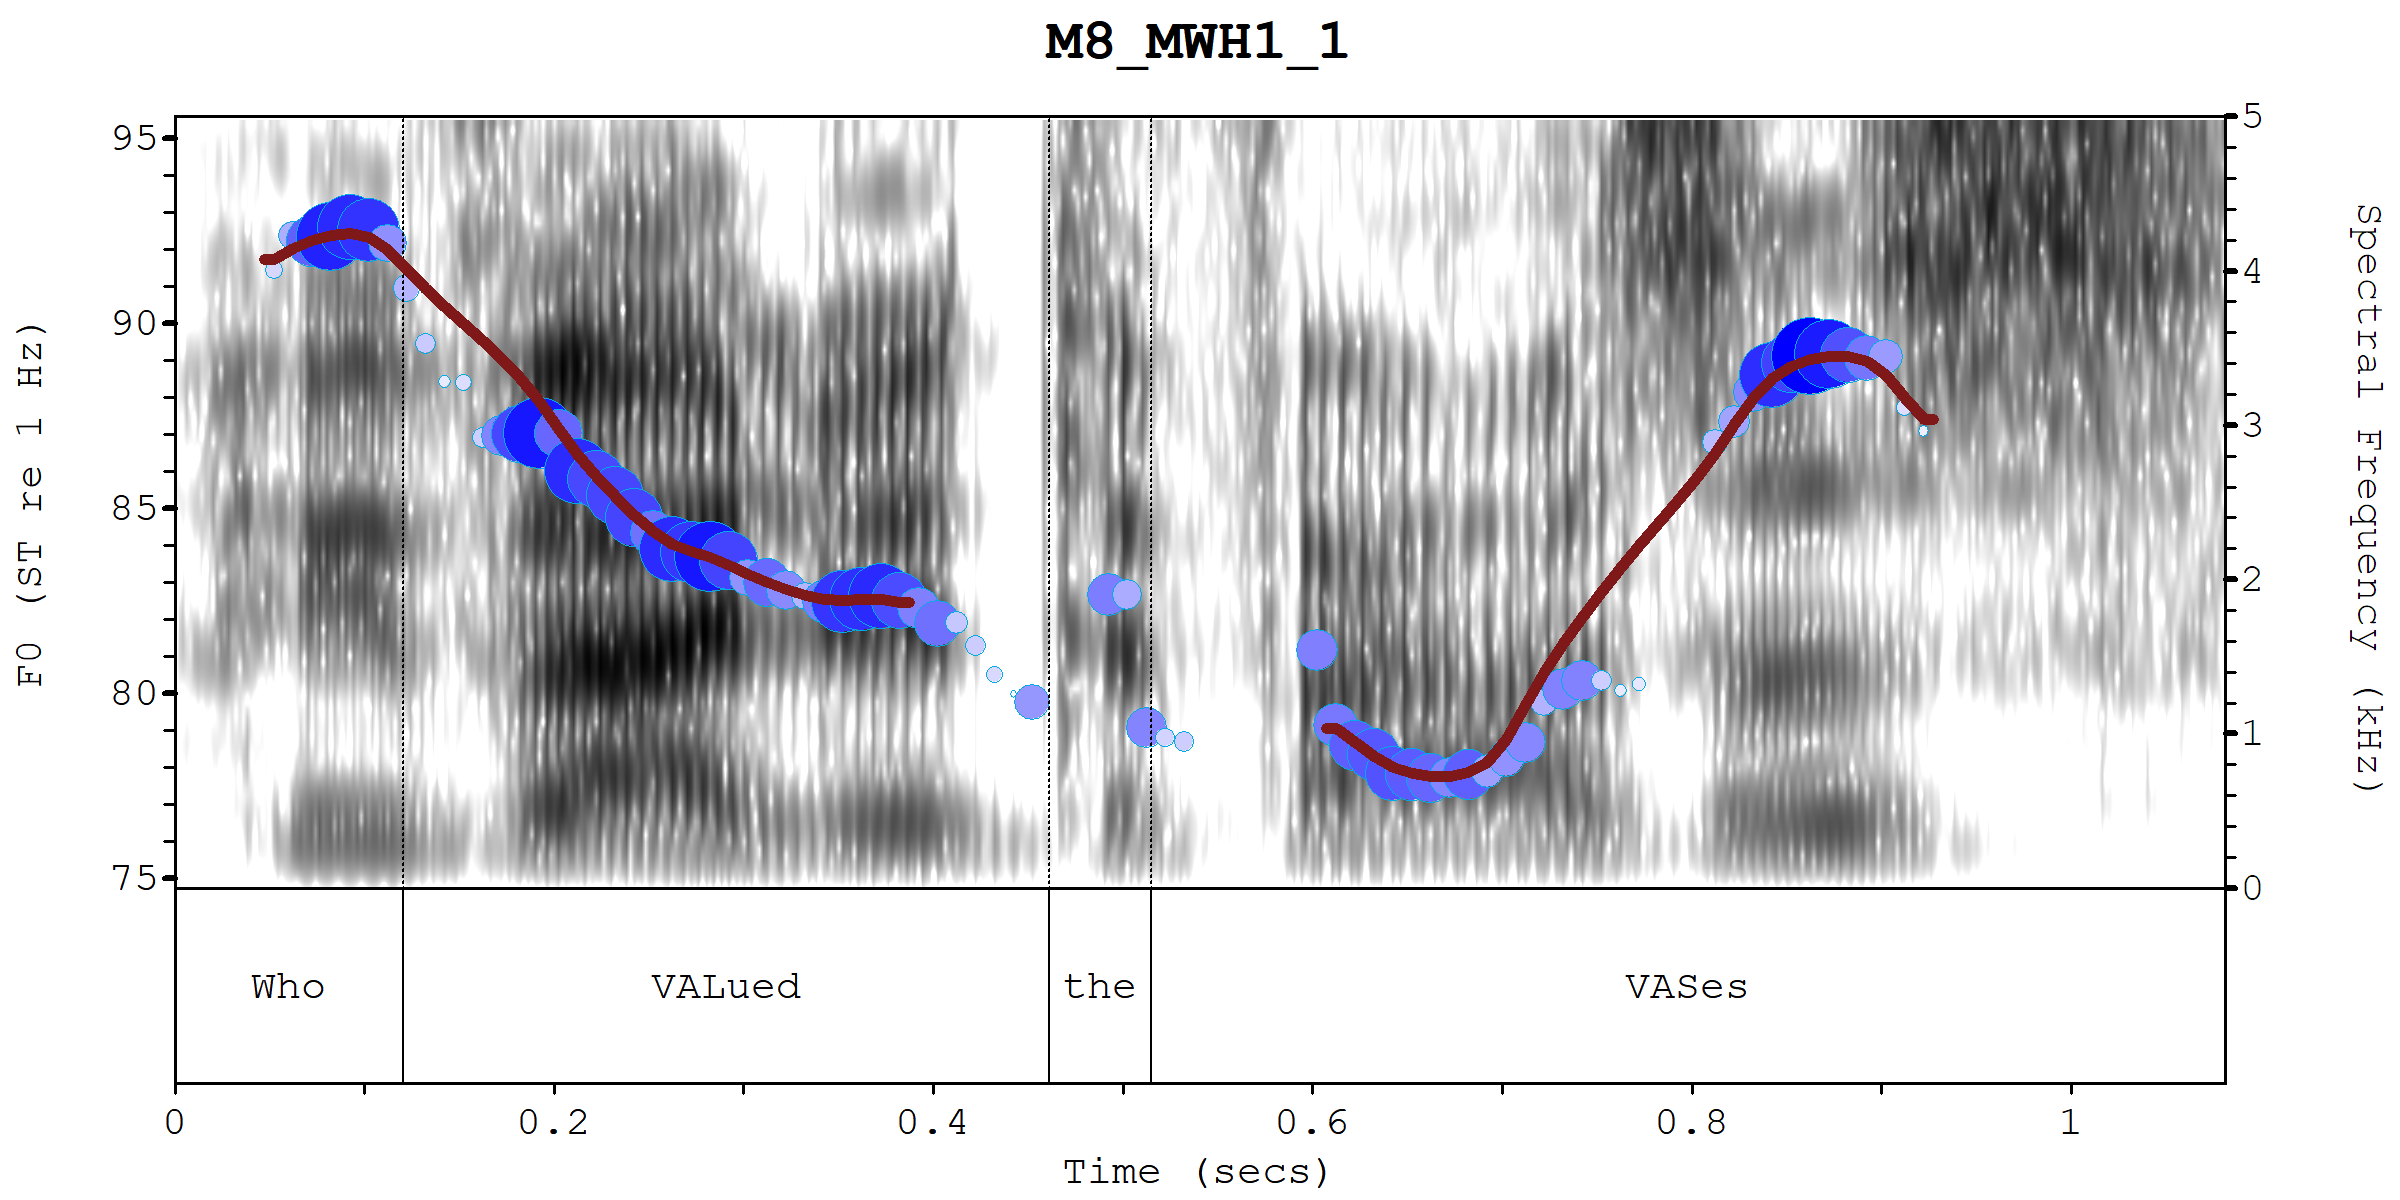 M8_MWH1_1
95
90
85
80
75
F0 (ST re 1 Hz)
5
4
3
2
1
0
Spectral Frequency (kHz)
Who VALued the VASes
0 0.2 0.4 0.6 0.8 1
Time (secs)